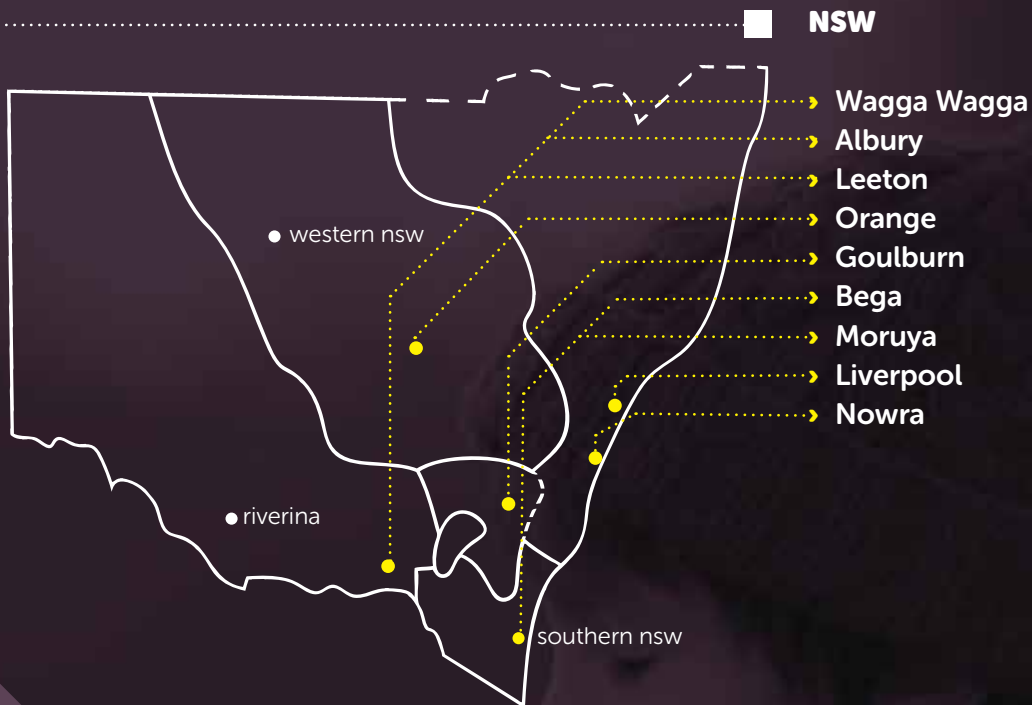 NSW
Wagga Wagga
Albury
Leeton
western nsw
Orange
Goulburn
Bega
Moruya
Liverpool
Nowra
riverina
southern nsw